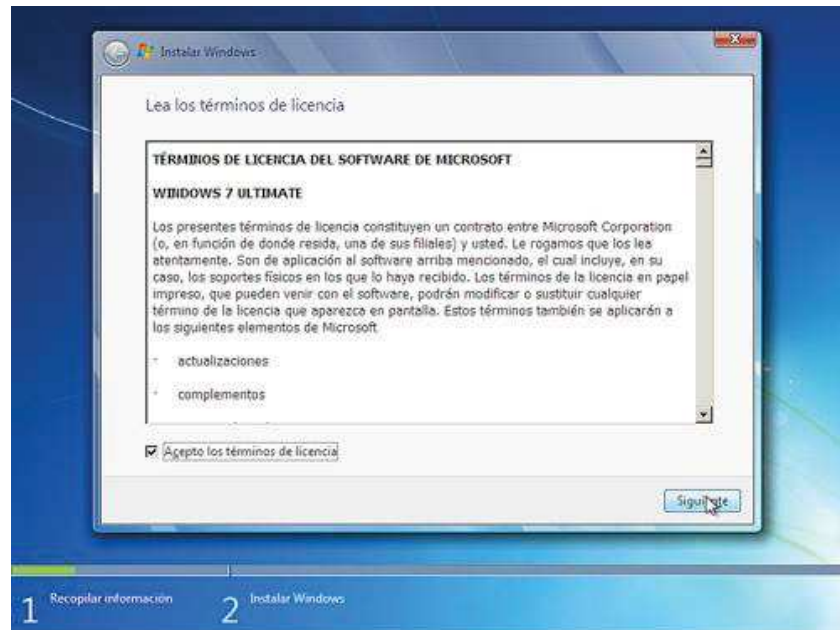 Instalar Windows
Lea los términos de licencia
TÉRMINOS DE LICENCIA DEL SOFTWARE DE MICROSOFT
WINDOWS 7 ULTIMATE
Los presentes términos de licencia constituyen un contrato entre Microsoft Corporation
(o, en función de donde resida, una de sus filiales) y usted. Le rogamos que los lea
atentamente. Son de aplicación al software arriba mencionado, el cual incluye, en su
caso, los soportes físicos en los que lo haya recibido. Los términos de la licencia en papel
impreso, que pueden venir con el software, podrán modificar o sustituir cualquier
término de la licencia que aparezca en pantalla. Estos términos también se aplicarán a
los siguientes elementos de Microsoft
· actualizaciones
· complementos
Acepto los términos de licencia
Siguiente
1 Recopilar información
2 Instalar Windows